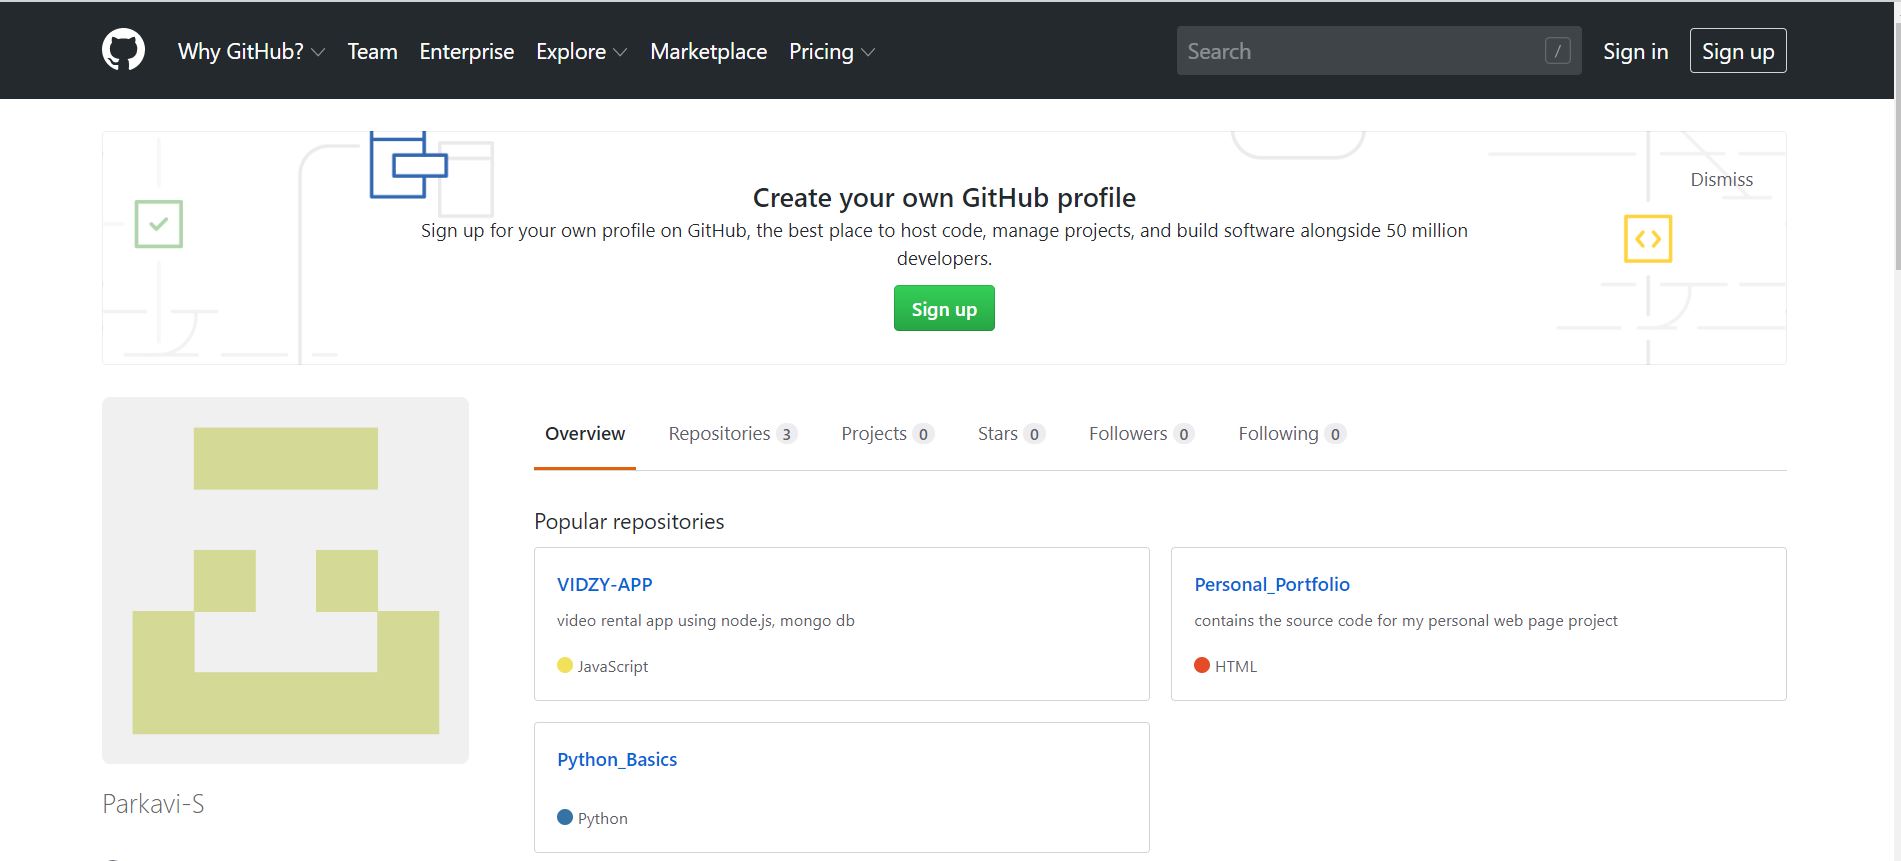 Why GitHub? Team Enterprise Explore Marketplace Pricing Search / Sign in Sign up
Dismiss
Create your own GitHub profile
Sign up for your own profile on GitHub, the best place to host code, manage projects, and build software alongside 50 million
developers.
Sign up
Overview Repositories 3 Projects 0 Stars 0 Followers 0 Following 0
Popular repositories
VIDZY-APP
video rental app using node.js, mongo db
JavaScript
Personal_Portfolio
contains the source code for my personal web page project
HTML
Python_Basics
Python
Parkavi-S